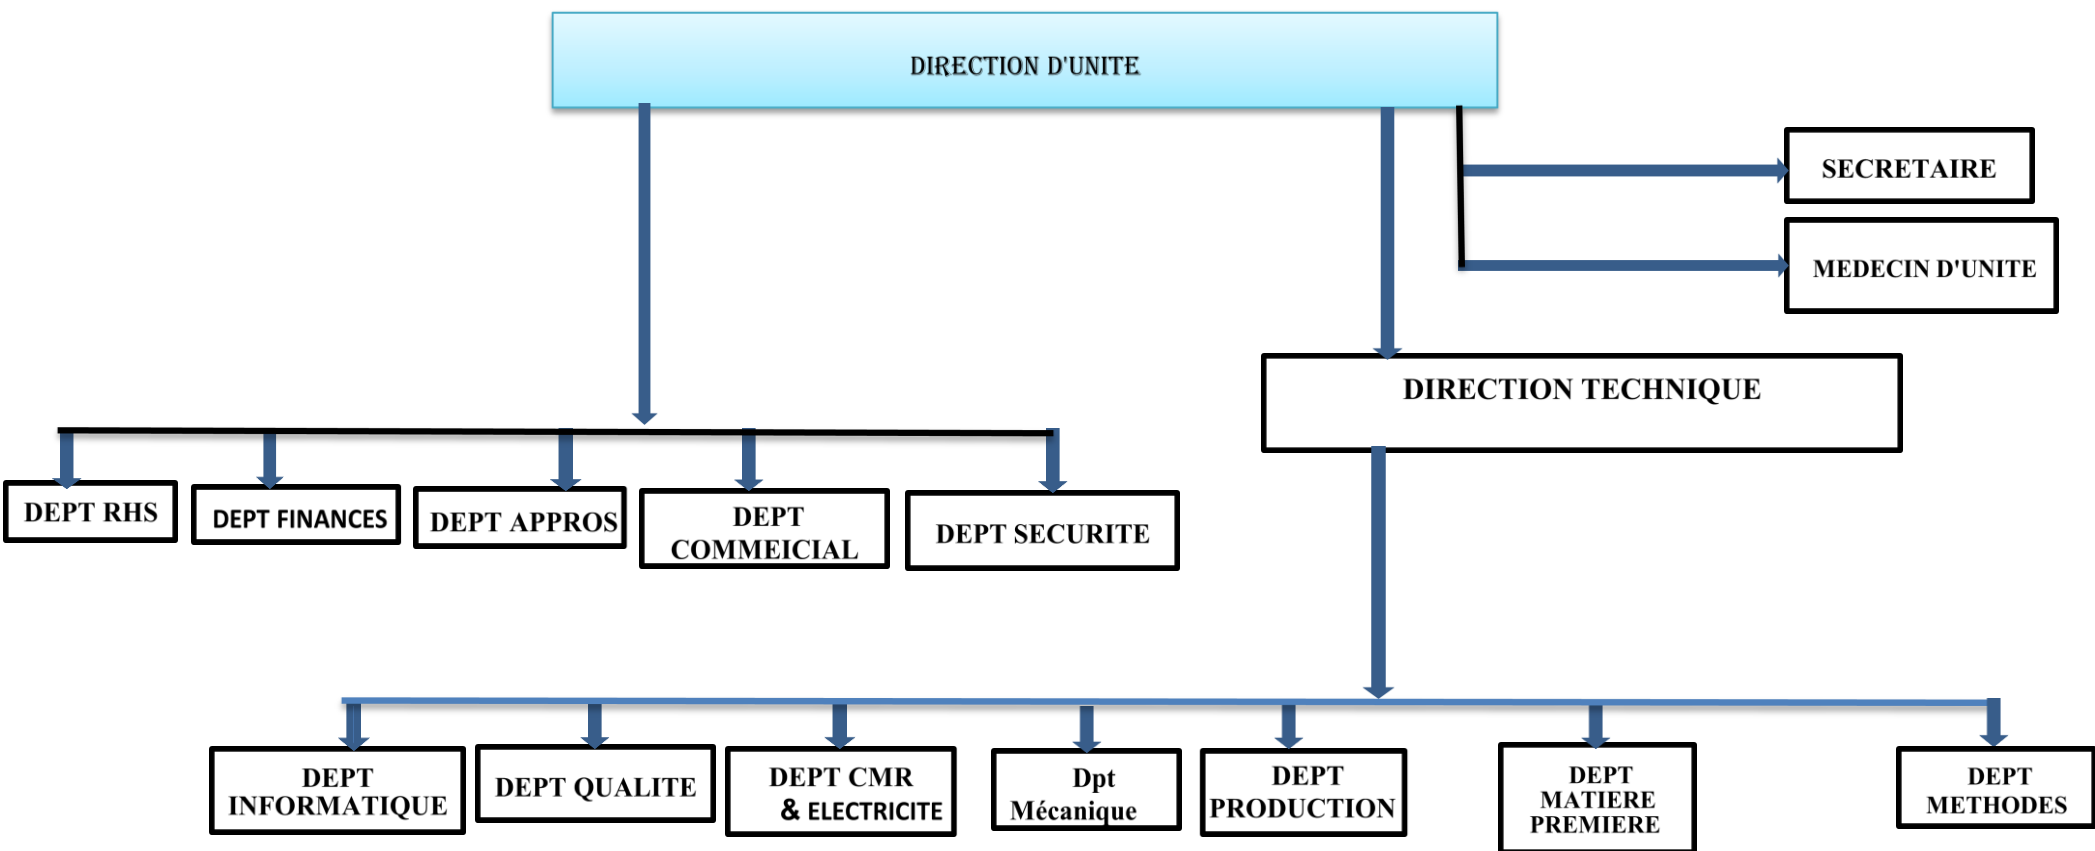 DIRECTION D'UNITE
SECRETAIRE
MEDECIN D'UNITE
DIRECTION TECHNIQUE
DEPT RHS
DEPT FINANCES
DEPT APPROS
DEPT
COMMEICIAL
DEPT SECURITE
DEPT
INFORMATIQUE
DEPT QUALITE
DEPT CMR
& ELECTRICITE
Dpt
Mécanique
DEPT
PRODUCTION
DEPT
MATIERE
PREMIERE
DEPT
METHODES